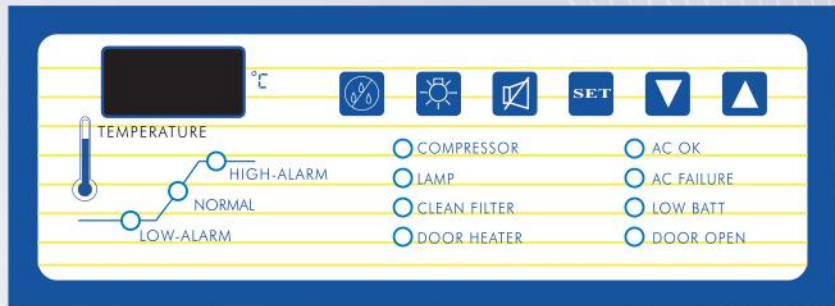 °C
SET
TEMPERATURE
COMPRESSOR
AC OK
HIGH-ALARM
LAMP
AC FAILURE
NORMAL
CLEAN FILTER
LOW BATT
LOW-ALARM
DOOR HEATER
DOOR OPEN